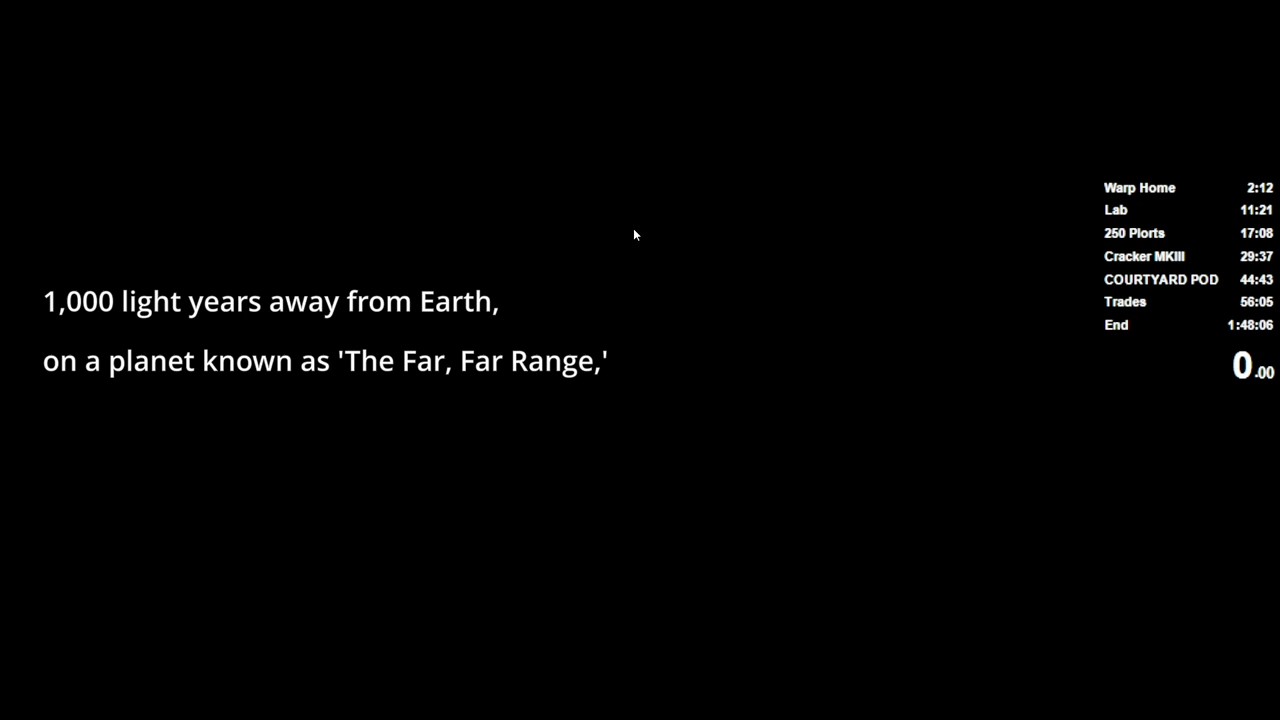 1,000 light years away from Earth,
on a planet known as 'The Far, Far Range,'
Warp Home 2:12
Lab 11:21
250 Plorts 17:08
Cracker MKIII 29:37
COURTYARD POD 44:43
Trades 56:05
End 1:48:06
0.00